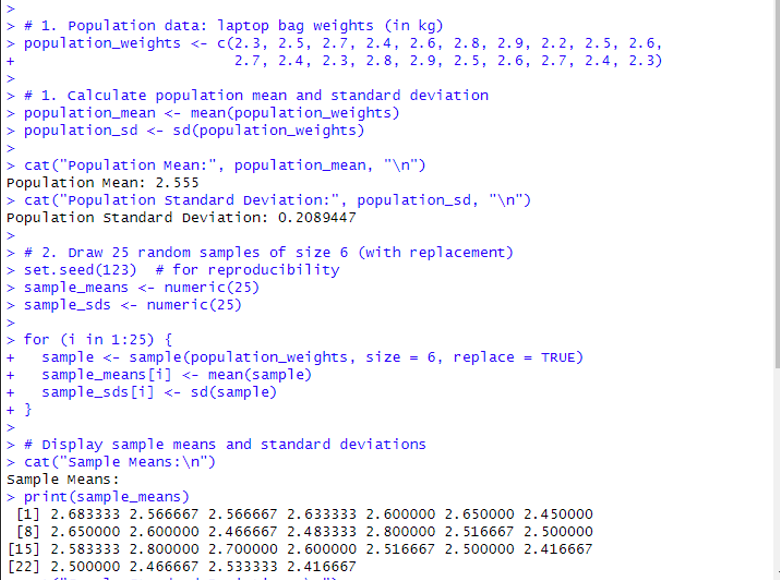 >
> # 1. Population data: laptop bag weights (in kg)
> population_weights <- c(2.3, 2.5, 2.7, 2.4, 2.6, 2.8, 2.9, 2.2, 2.5, 2.6,
+                         2.7, 2.4, 2.3, 2.8, 2.9, 2.5, 2.6, 2.7, 2.4, 2.3)
>
> # 1. Calculate population mean and standard deviation
> population_mean <- mean(population_weights)
> population_sd <- sd(population_weights)
>
> cat("Population Mean:", population_mean, "\n")
Population Mean: 2.555
> cat("Population Standard Deviation:", population_sd, "\n")
Population Standard Deviation: 0.2089447
>
> # 2. Draw 25 random samples of size 6 (with replacement)
> set.seed(123)  # for reproducibility
> sample_means <- numeric(25)
> sample_sds <- numeric(25)
>
> for (i in 1:25) {
+   sample <- sample(population_weights, size = 6, replace = TRUE)
+   sample_means[i] <- mean(sample)
+   sample_sds[i] <- sd(sample)
+ }
>
> # Display sample means and standard deviations
> cat("Sample Means:\n")
Sample Means:
> print(sample_means)
 [1] 2.683333 2.566667 2.566667 2.633333 2.600000 2.650000 2.450000
 [8] 2.650000 2.600000 2.466667 2.483333 2.800000 2.516667 2.500000
[15] 2.583333 2.800000 2.700000 2.600000 2.516667 2.500000 2.416667
[22] 2.500000 2.466667 2.533333 2.416667